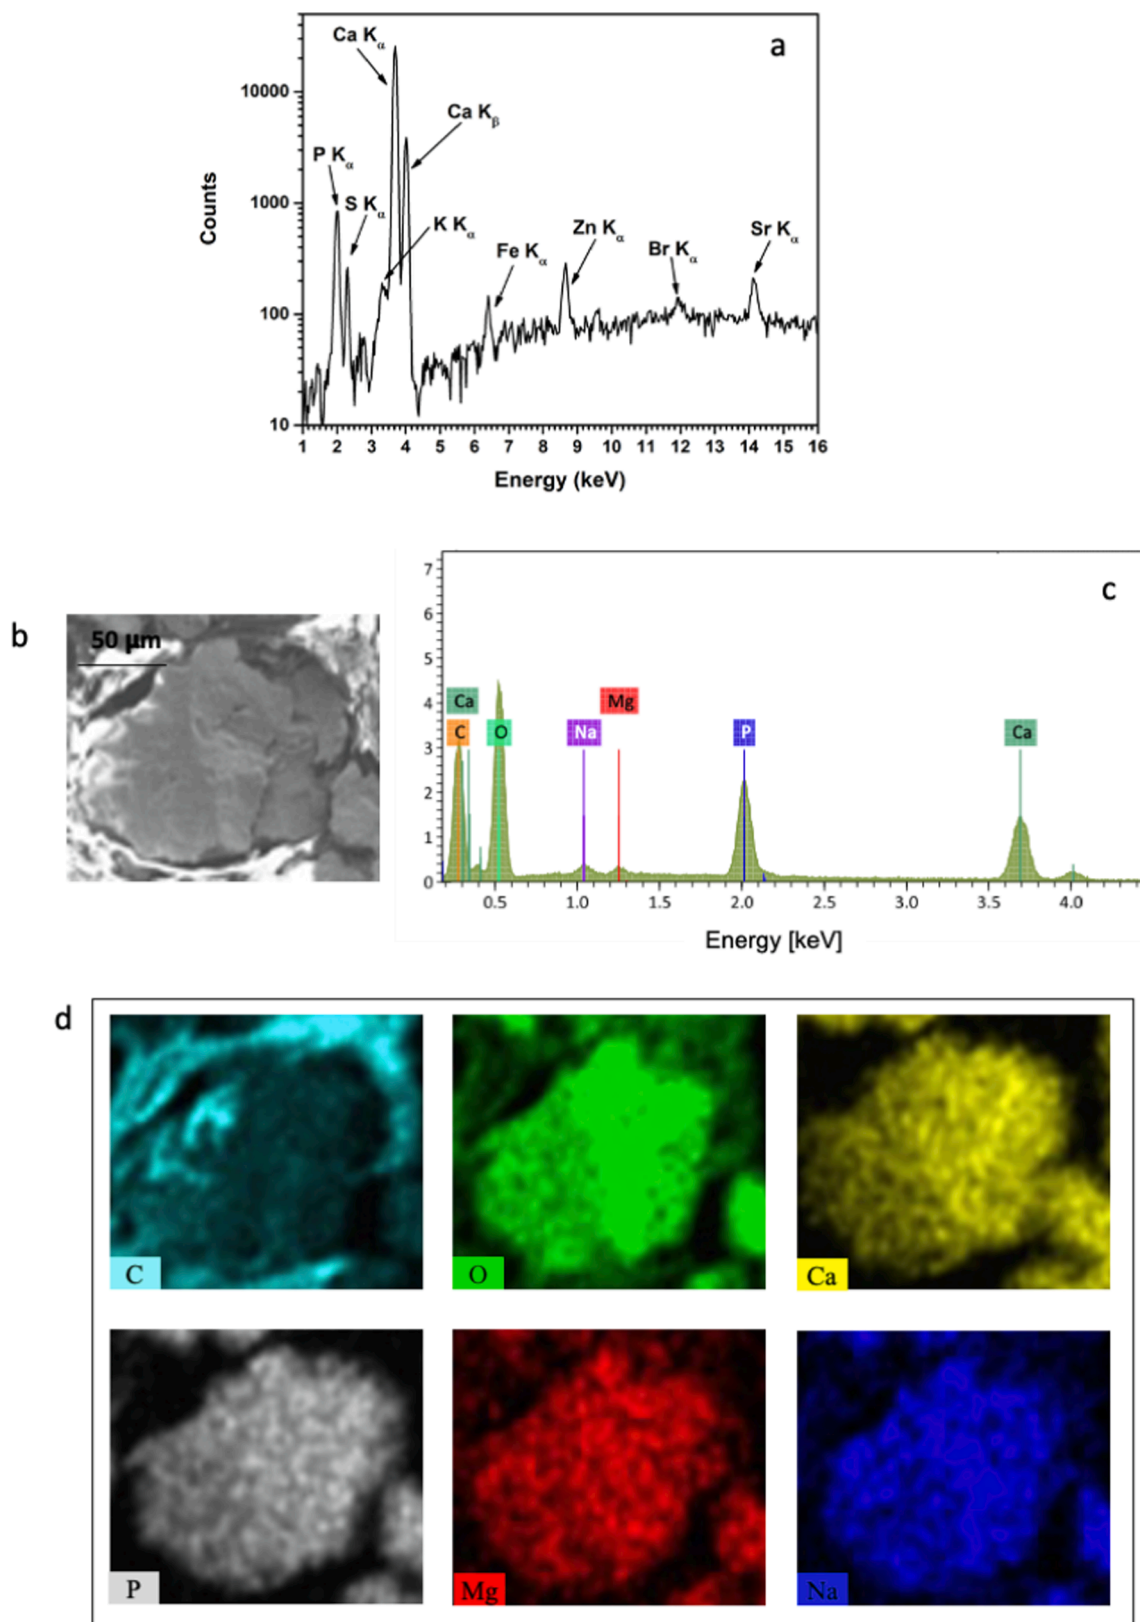 a
Ca Kα
Ca Kβ
P Kα
S Kα
K Kα
Fe Kα
Zn Kα
Br Kα
Sr Kα
10000
1000
100
10
Counts
1 2 3 4 5 6 7 8 9 10 11 12 13 14 15 16
Energy (keV)
b
50 µm
c
7
6
5
4
3
2
1
0
Ca
Mg
C
O
Na
P
Ca
0.5 1.0 1.5 2.0 2.5 3.0 3.5 4.0
Energy [keV]
d
C
O
Ca
P
Mg
Na